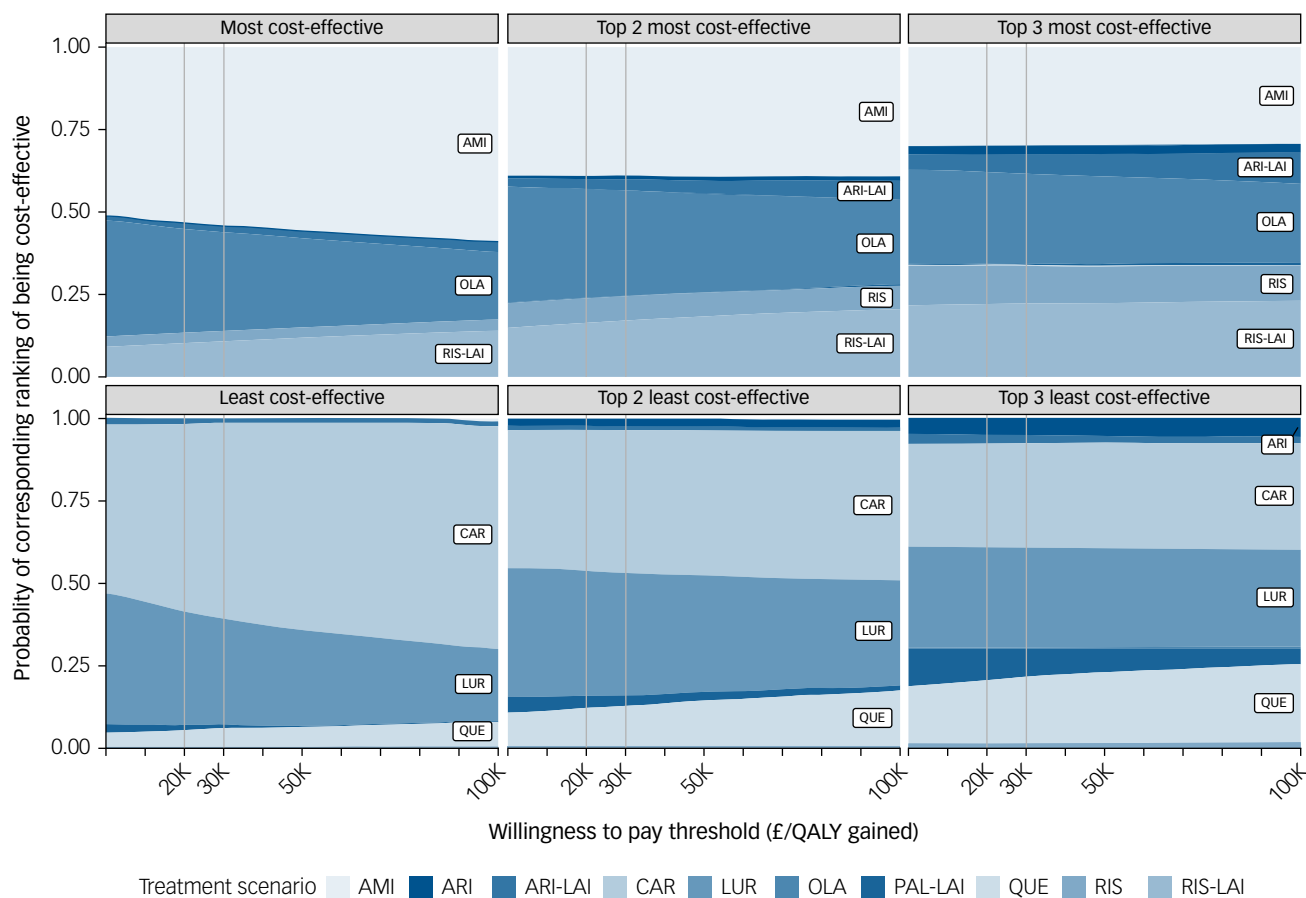 Most cost-effective
Top 2 most cost-effective
Top 3 most cost-effective
Probablity of corresponding ranking of being cost-effective
1.00
0.75
0.50
0.25
0.00
AMI
OLA
RIS-LAI
AMI
ARI-LAI
OLA
RIS
RIS-LAI
AMI
ARI-LAI
OLA
RIS
RIS-LAI
Least cost-effective
Top 2 least cost-effective
Top 3 least cost-effective
1.00
0.75
0.50
0.25
0.00
CAR
LUR
QUE
CAR
LUR
QUE
ARI
CAR
LUR
QUE
20K 30K 50K 100K
20K 30K 50K 100K
20K 30K 50K 100K
Willingness to pay threshold (£/QALY gained)
Treatment scenario AMI ARI ARI-LAI CAR LUR OLA PAL-LAI QUE RIS RIS-LAI